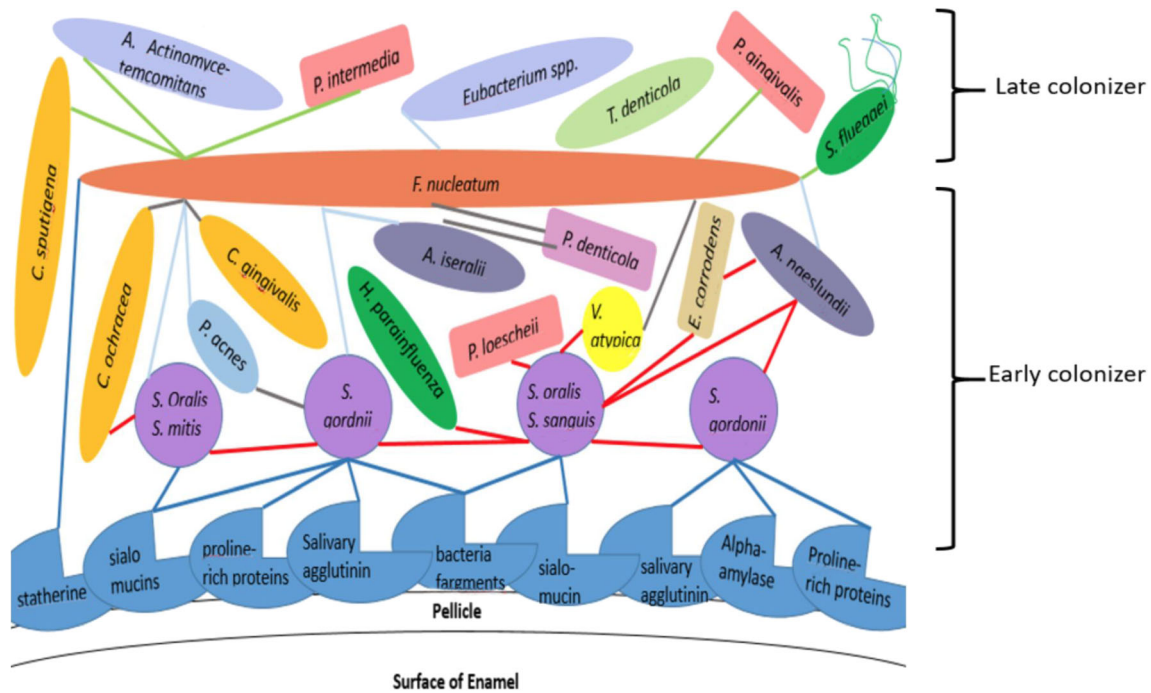 A. Actinomyce-
temcomitans
P. intermedia
Eubacterium spp.
T. denticola
P. gingivalis
S. flueggei
Late colonizer
C. sputigena
F. nucleatum
C. ochracea
C. gingivalis
P. acnes
A. iseralii
H. parainfluenza
P. denticola
P. loescheii
V.
atypica
E. corrodens
A. naeslundii
Early colonizer
S. Oralis
S. mitis
S.
gordnii
S. oralis
S. sanguis
S.
gordonii
statherine
sialo
mucins
proline-
rich proteins
Salivary
agglutinin
bacteria
fargments
sialo-
mucin
salivary
agglutinin
Alpha-
amylase
Proline-
rich proteins
Pellicle
Surface of Enamel